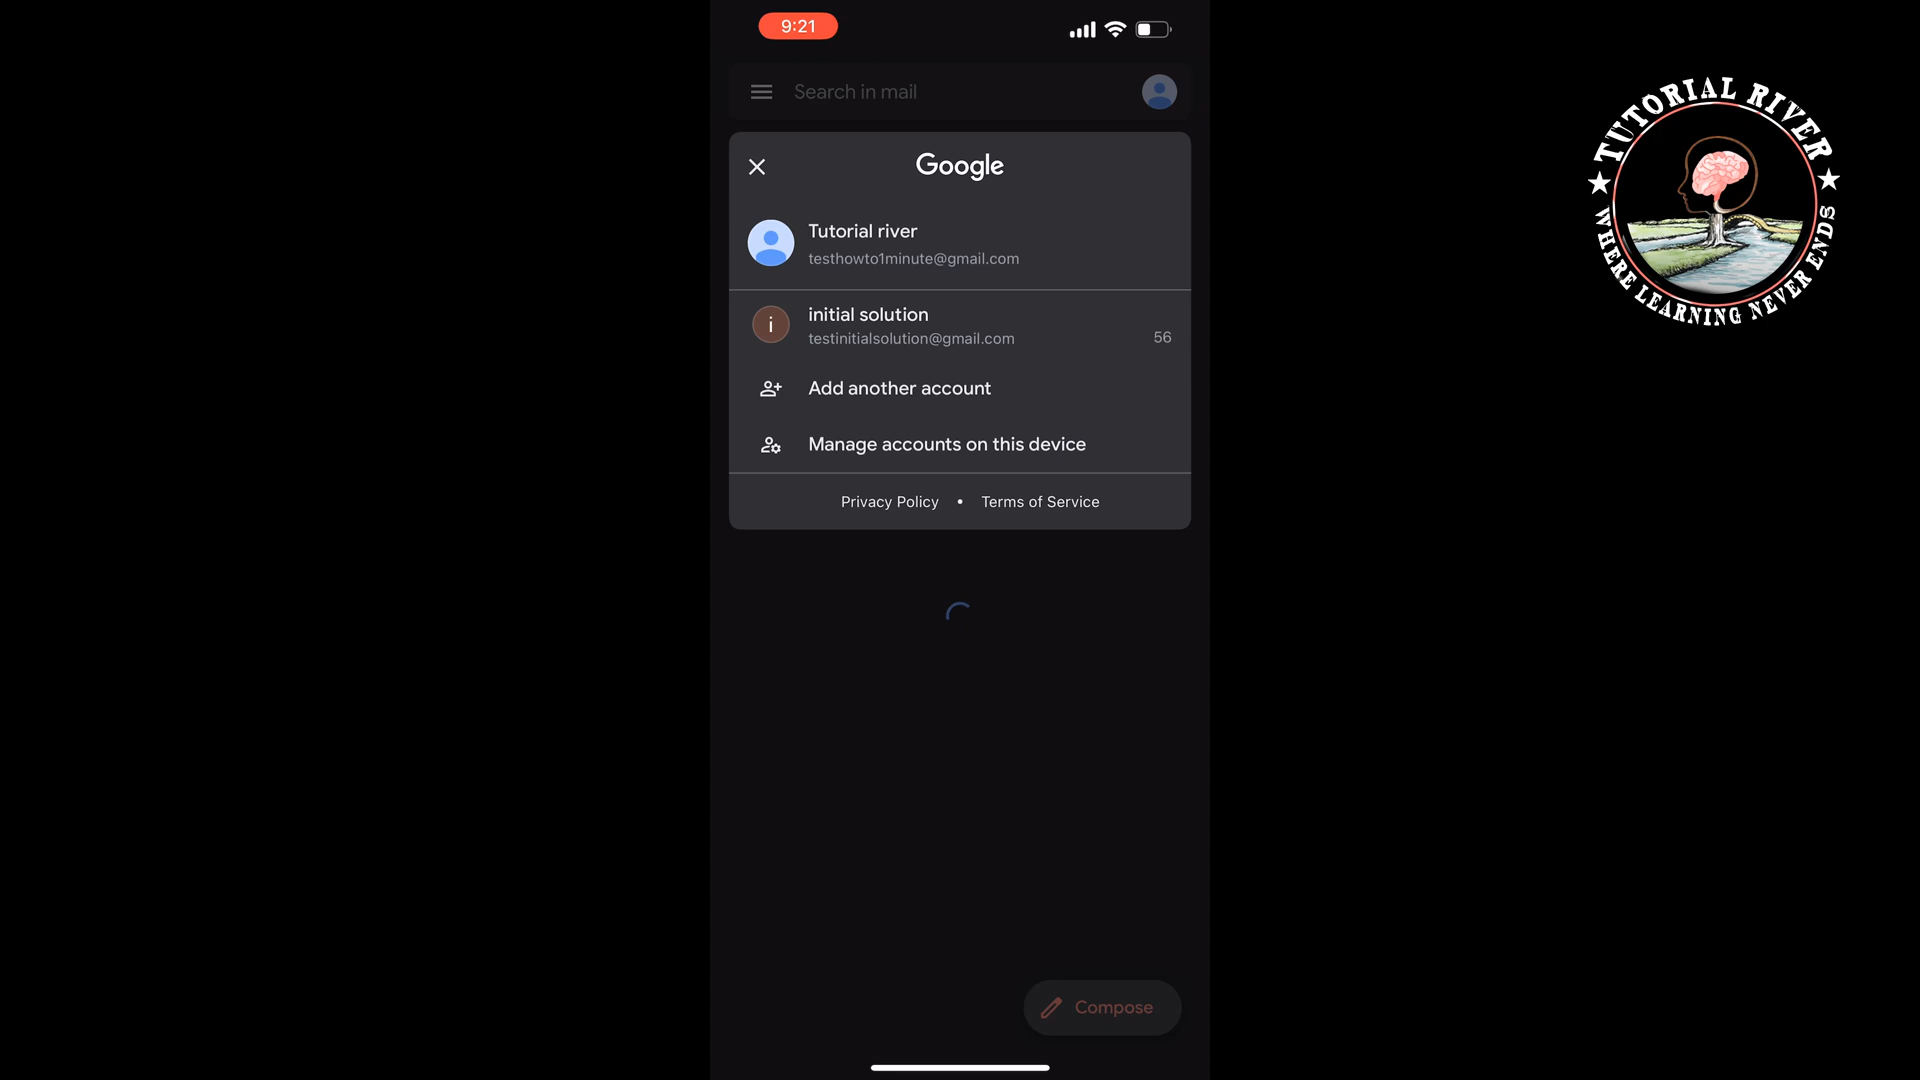 9:21
Search in mail
Google
Tutorial river
testhowto1minute@gmail.com
i
initial solution
testinitialsolution@gmail.com
56
Add another account
Manage accounts on this device
Privacy Policy • Terms of Service
Compose
TUTORIAL RIVER
WHERE LEARNING NEVER ENDS